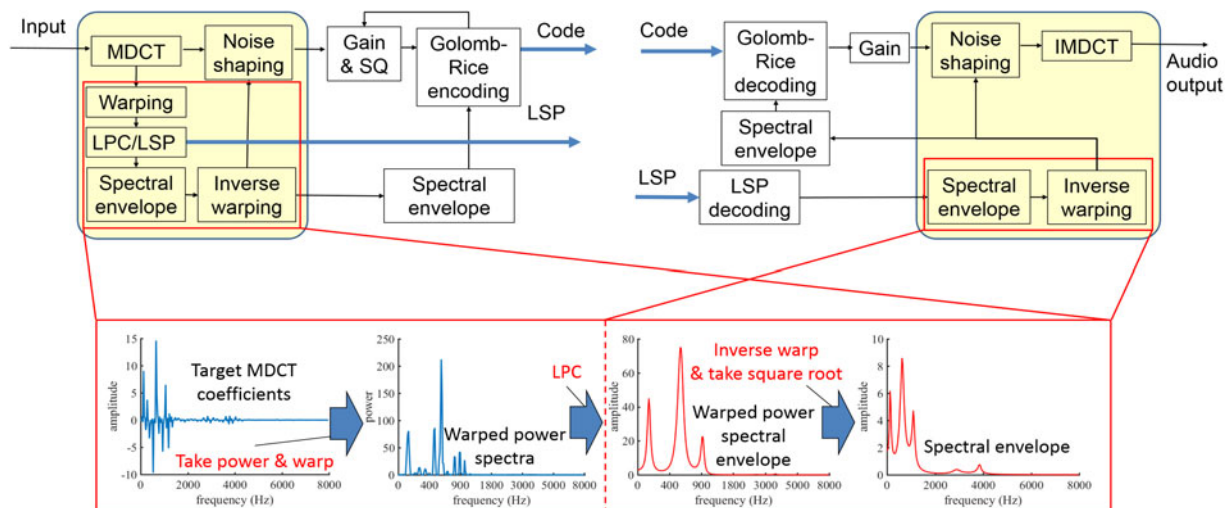 Input
MDCT
Noise
shaping
Gain
& SQ
Golomb-
Rice
encoding
Code
Warping
LPC/LSP
LSP
Spectral
envelope
Inverse
warping
Spectral
envelope
Code
Golomb-
Rice
decoding
Gain
Noise
shaping
IMDCT
Audio
output
Spectral
envelope
LSP
LSP
decoding
Spectral
envelope
Inverse
warping
15
10
5
0
-5
-10
amplitude
Target MDCT
coefficients
Take power & warp
0 2000 4000 6000 8000
frequency (Hz)
250
200
150
100
50
0
power
Warped power
spectra
0 400 900 1800 3000 8000
frequency (Hz)
LPC
80
60
40
20
0
amplitude
Inverse warp
& take square root
Warped power
spectral
envelope
0 400 900 1800 3000 8000
frequency (Hz)
10
8
6
4
2
0
amplitude
Spectral envelope
0 2000 4000 6000 8000
frequency (Hz)